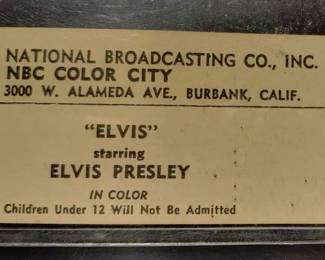 NATIONAL BROADCASTING CO., INC.
NBC COLOR CITY
3000 W. ALAMEDA AVE., BURBANK, CALIF.
"ELVIS"
starring
ELVIS PRESLEY
IN COLOR
Children Under 12 Will Not Be Admitted